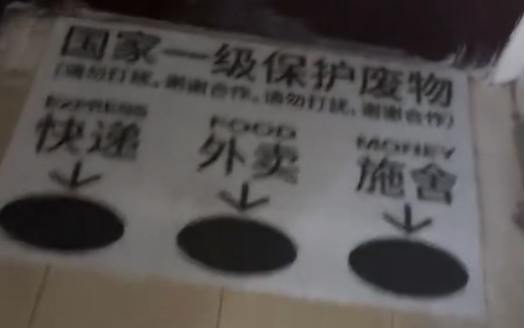 国家一级保护废物
(请勿打扰,谢谢合作,请勿打扰,谢谢合作)
EXPRESS FOOD MONEY
快递 外卖 施舍